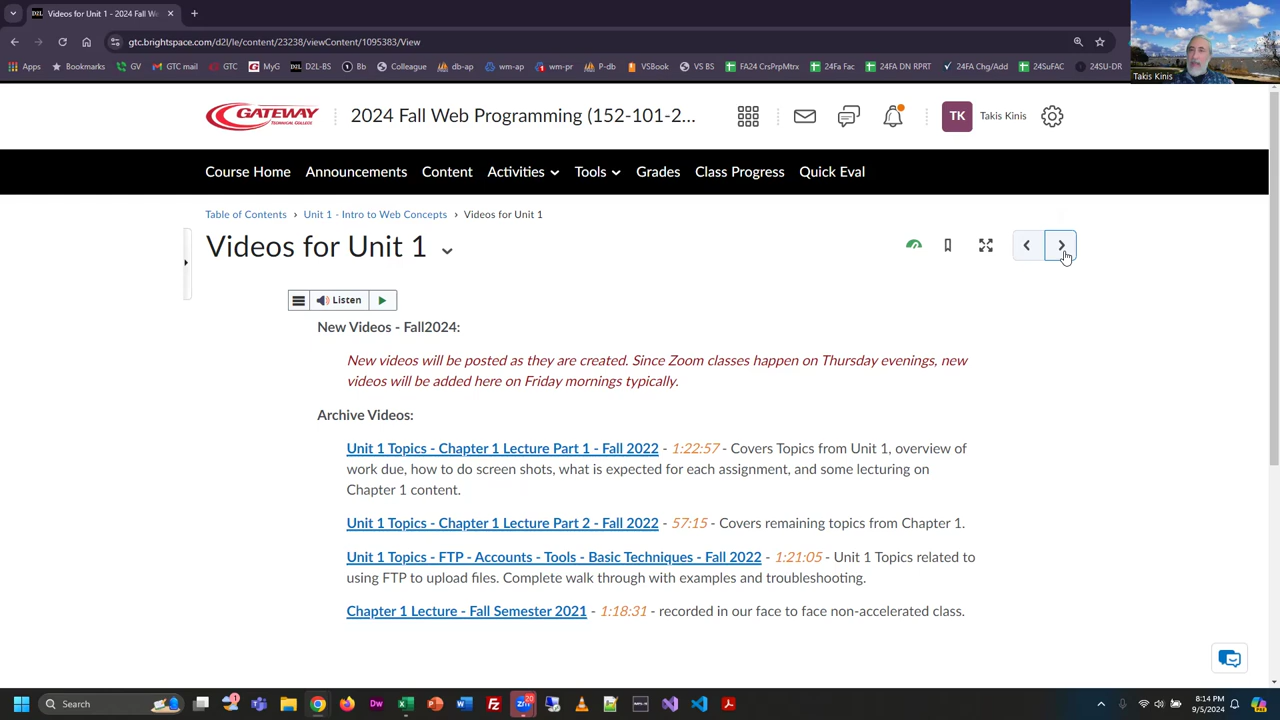 Videos for Unit 1 - 2024 Fall We
gtc.brightspace.com/d2l/le/content/23238/viewContent/1095383/View
Apps Bookmarks GV GTC mail GTC MyG D2L-BS Bb Colleague wm-ap wm-pr P-db VSBook VS BS FA24 CrsPrpMtrx 24Fa Fac 24FA DN RPRT 24FA Chg/Add 24SuFAC 24SU-DR
Takis Kinis
GATEWAY
TECHNICAL COLLEGE
2024 Fall Web Programming (152-101-2...
TK Takis Kinis
Course Home Announcements Content Activities Tools Grades Class Progress Quick Eval
Table of Contents › Unit 1 - Intro to Web Concepts › Videos for Unit 1
Videos for Unit 1
Listen
New Videos - Fall2024:
New videos will be posted as they are created. Since Zoom classes happen on Thursday evenings, new
videos will be added here on Friday mornings typically.
Archive Videos:
Unit 1 Topics - Chapter 1 Lecture Part 1 - Fall 2022 - 1:22:57 - Covers Topics from Unit 1, overview of
work due, how to do screen shots, what is expected for each assignment, and some lecturing on
Chapter 1 content.
Unit 1 Topics - Chapter 1 Lecture Part 2 - Fall 2022 - 57:15 - Covers remaining topics from Chapter 1.
Unit 1 Topics - FTP - Accounts - Tools - Basic Techniques - Fall 2022 - 1:21:05 - Unit 1 Topics related to
using FTP to upload files. Complete walk through with examples and troubleshooting.
Chapter 1 Lecture - Fall Semester 2021 - 1:18:31 - recorded in our face to face non-accelerated class.
Search
8:14 PM
9/5/2024